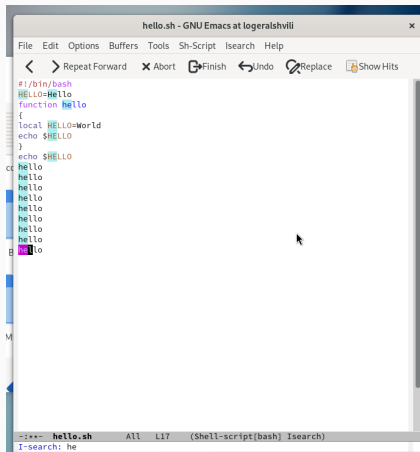 hello.sh - GNU Emacs at logeralshvili
File Edit Options Buffers Tools Sh-Script Isearch Help
Repeat Forward Abort Finish Undo Replace Show Hits
#!/bin/bash
HELLO=Hello
function hello
{
local HELLO=World
echo $HELLO
}
echo $HELLO
hello
hello
hello
hello
hello
hello
hello
hello
hello
-:**- hello.sh All L17 (Shell-script[bash] Isearch)
I-search: he